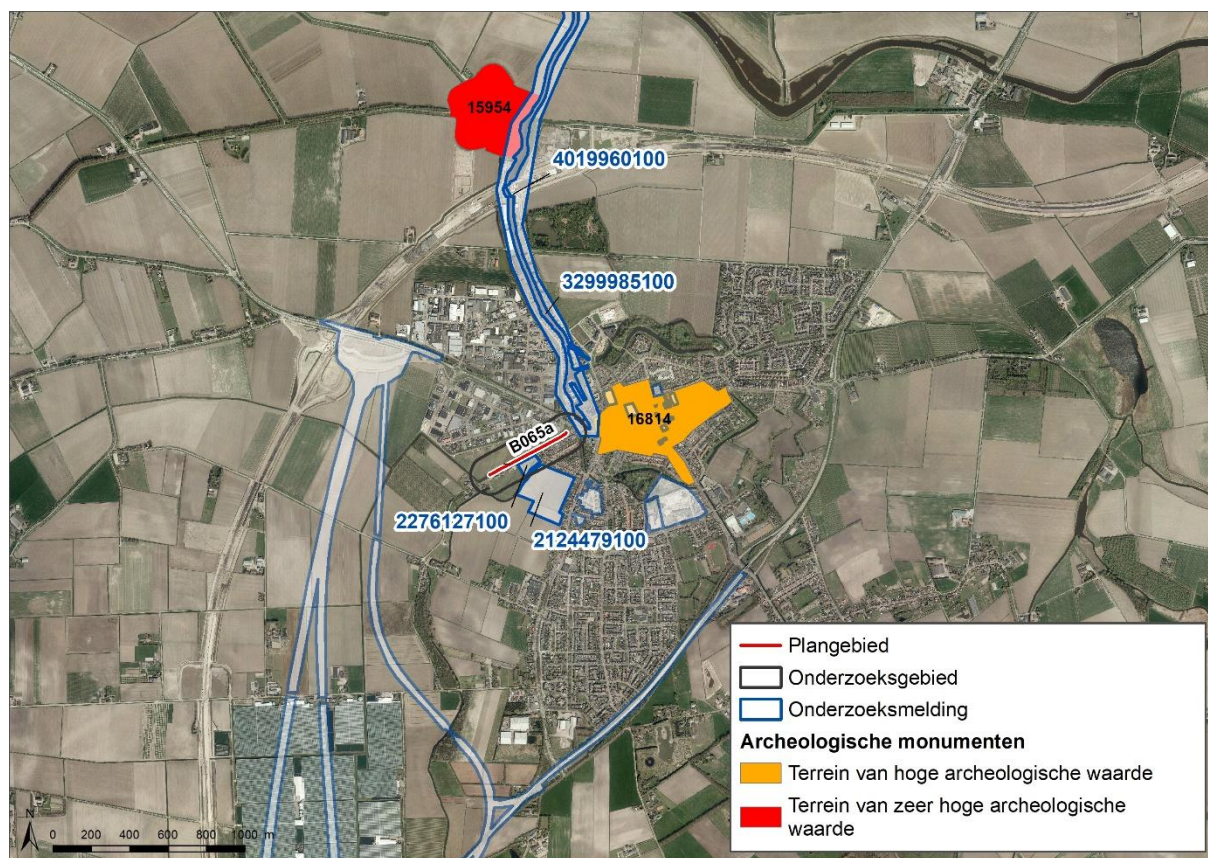 15954
4019960100
3299985100
16814
B065a
2276127100
2124479100
Plangebied
Onderzoeksgebied
Onderzoeksmelding
Archeologische monumenten
Terrein van hoge archeologische waarde
Terrein van zeer hoge archeologische
waarde
N
0 200 400 600 800 1000 m